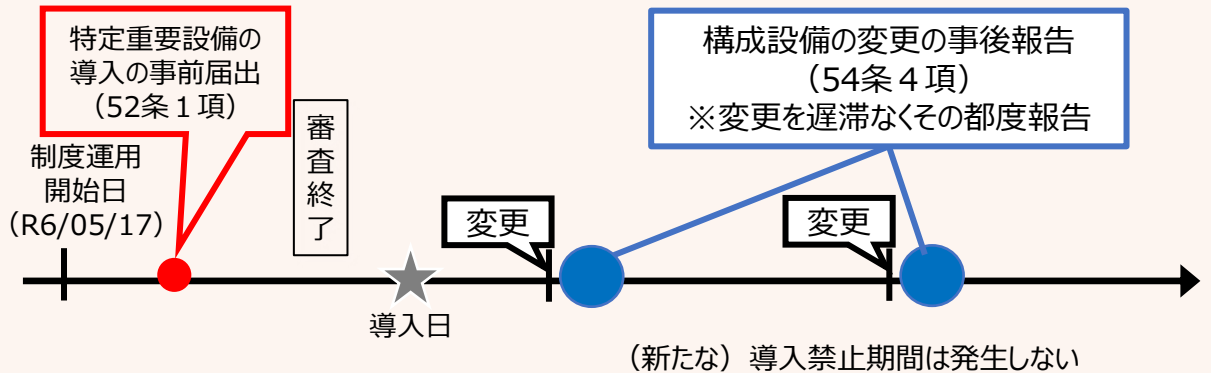 特定重要設備の
導入の事前届出
（52条１項）
構成設備の変更の事後報告
（54条４項）
※変更を遅滞なくその都度報告
制度運用
開始日
（R6/05/17）
審査終了
変更
変更
導入日
（新たな）導入禁止期間は発生しない